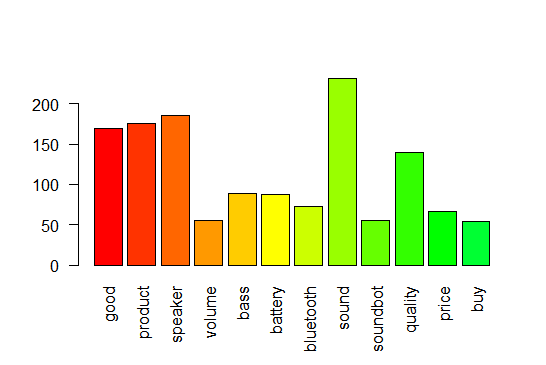 200
150
100
50
0
good
product
speaker
volume
bass
battery
bluetooth
sound
soundbot
quality
price
buy